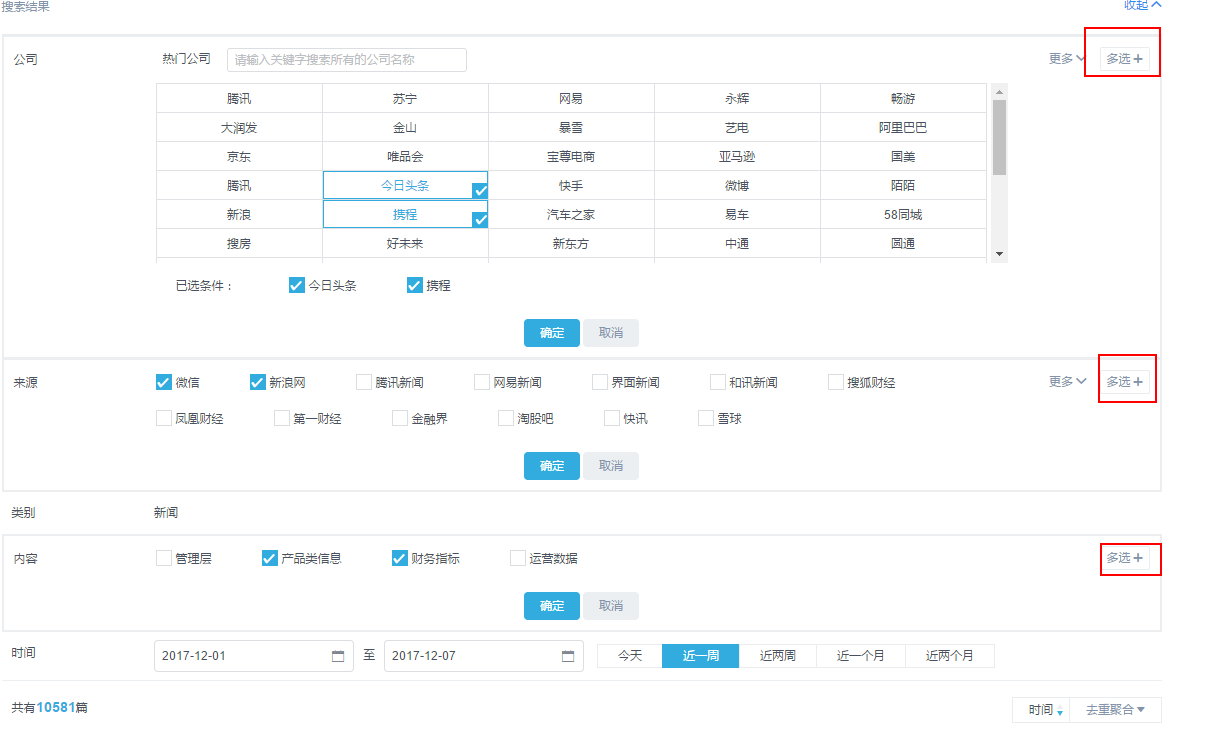 搜索结果 收起
公司 热门公司 请输入关键字搜索所有的公司名称 更多 多选+
腾讯 苏宁 网易 永辉 畅游
大润发 金山 暴雪 艺电 阿里巴巴
京东 唯品会 宝尊电商 亚马逊 国美
腾讯 今日头条 快手 微博 陌陌
新浪 携程 汽车之家 易车 58同城
搜房 好未来 新东方 中通 圆通
已选条件： 今日头条 携程
确定 取消
来源 微信 新浪网 腾讯新闻 网易新闻 界面新闻 和讯新闻 搜狐财经 更多 多选+
凤凰财经 第一财经 金融界 淘股吧 快讯 雪球
确定 取消
类别 新闻
内容 管理层 产品类信息 财务指标 运营数据 多选+
确定 取消
时间 2017-12-01 至 2017-12-07 今天 近一周 近两周 近一个月 近两个月
共有10581篇 时间 去重聚合